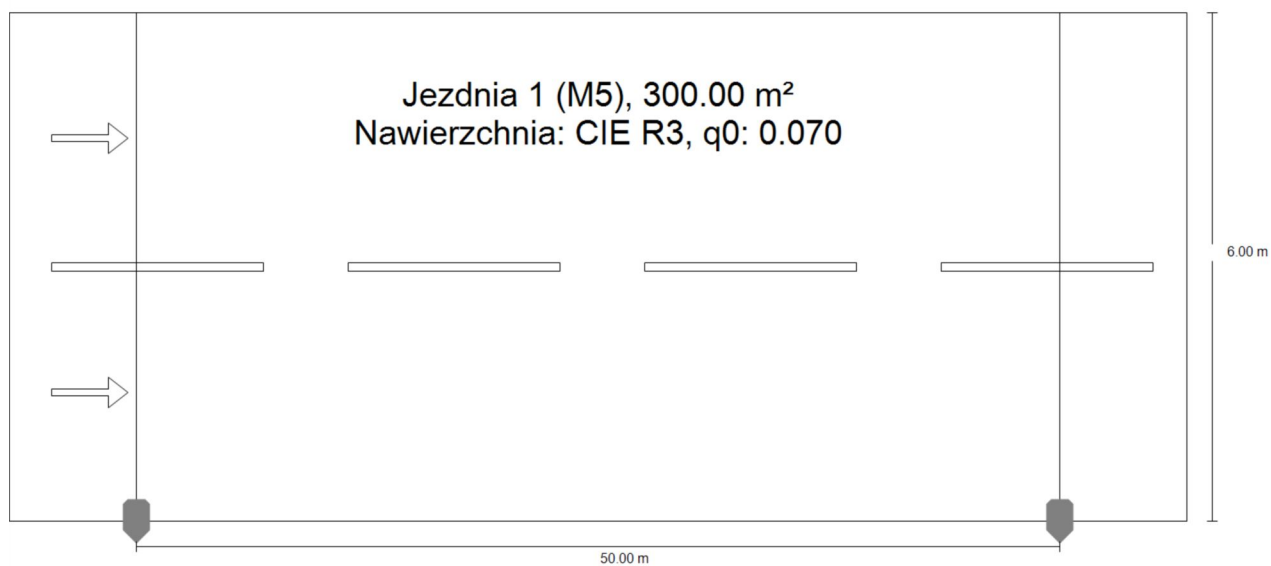 Jezdnia 1 (M5), 300.00 m²
Nawierzchnia: CIE R3, q0: 0.070
6.00 m
50.00 m